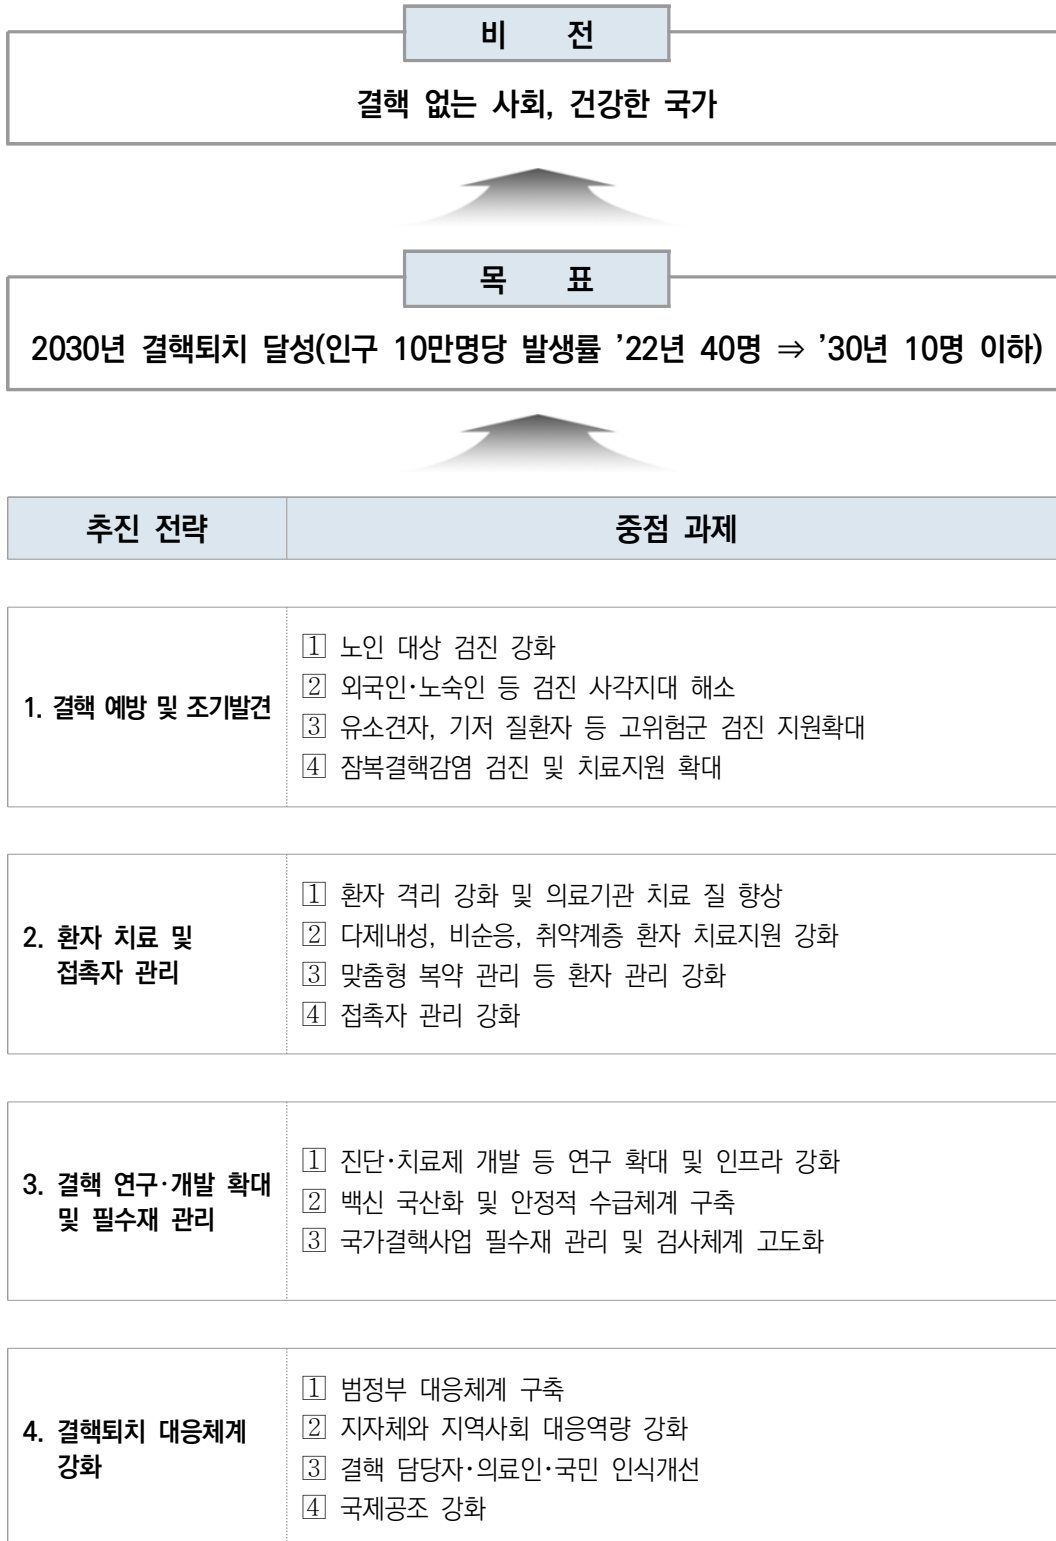 비 전
결핵 없는 사회, 건강한 국가
목 표
2030년 결핵퇴치 달성(인구 10만명당 발생률 ’22년 40명 ⇒ ’30년 10명 이하)
추진 전략
중점 과제
1. 결핵 예방 및 조기발견
1 노인 대상 검진 강화
2 외국인·노숙인 등 검진 사각지대 해소
3 유소견자, 기저 질환자 등 고위험군 검진 지원확대
4 잠복결핵감염 검진 및 치료지원 확대
2. 환자 치료 및
접촉자 관리
1 환자 격리 강화 및 의료기관 치료 질 향상
2 다제내성, 비순응, 취약계층 환자 치료지원 강화
3 맞춤형 복약 관리 등 환자 관리 강화
4 접촉자 관리 강화
3. 결핵 연구·개발 확대
및 필수재 관리
1 진단·치료제 개발 등 연구 확대 및 인프라 강화
2 백신 국산화 및 안정적 수급체계 구축
3 국가결핵사업 필수재 관리 및 검사체계 고도화
4. 결핵퇴치 대응체계
강화
1 범정부 대응체계 구축
2 지자체와 지역사회 대응역량 강화
3 결핵 담당자·의료인·국민 인식개선
4 국제공조 강화